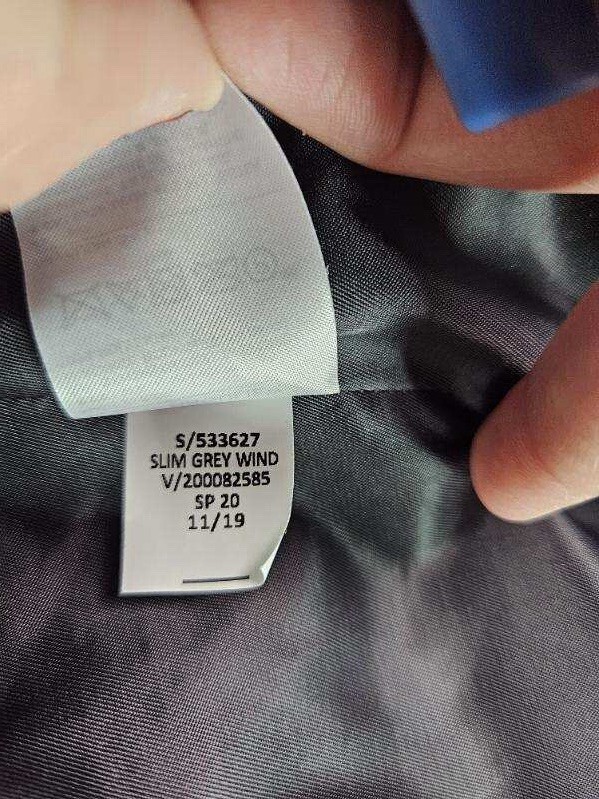 S/533627
SLIM GREY WIND
V/200082585
SP 20
11/19